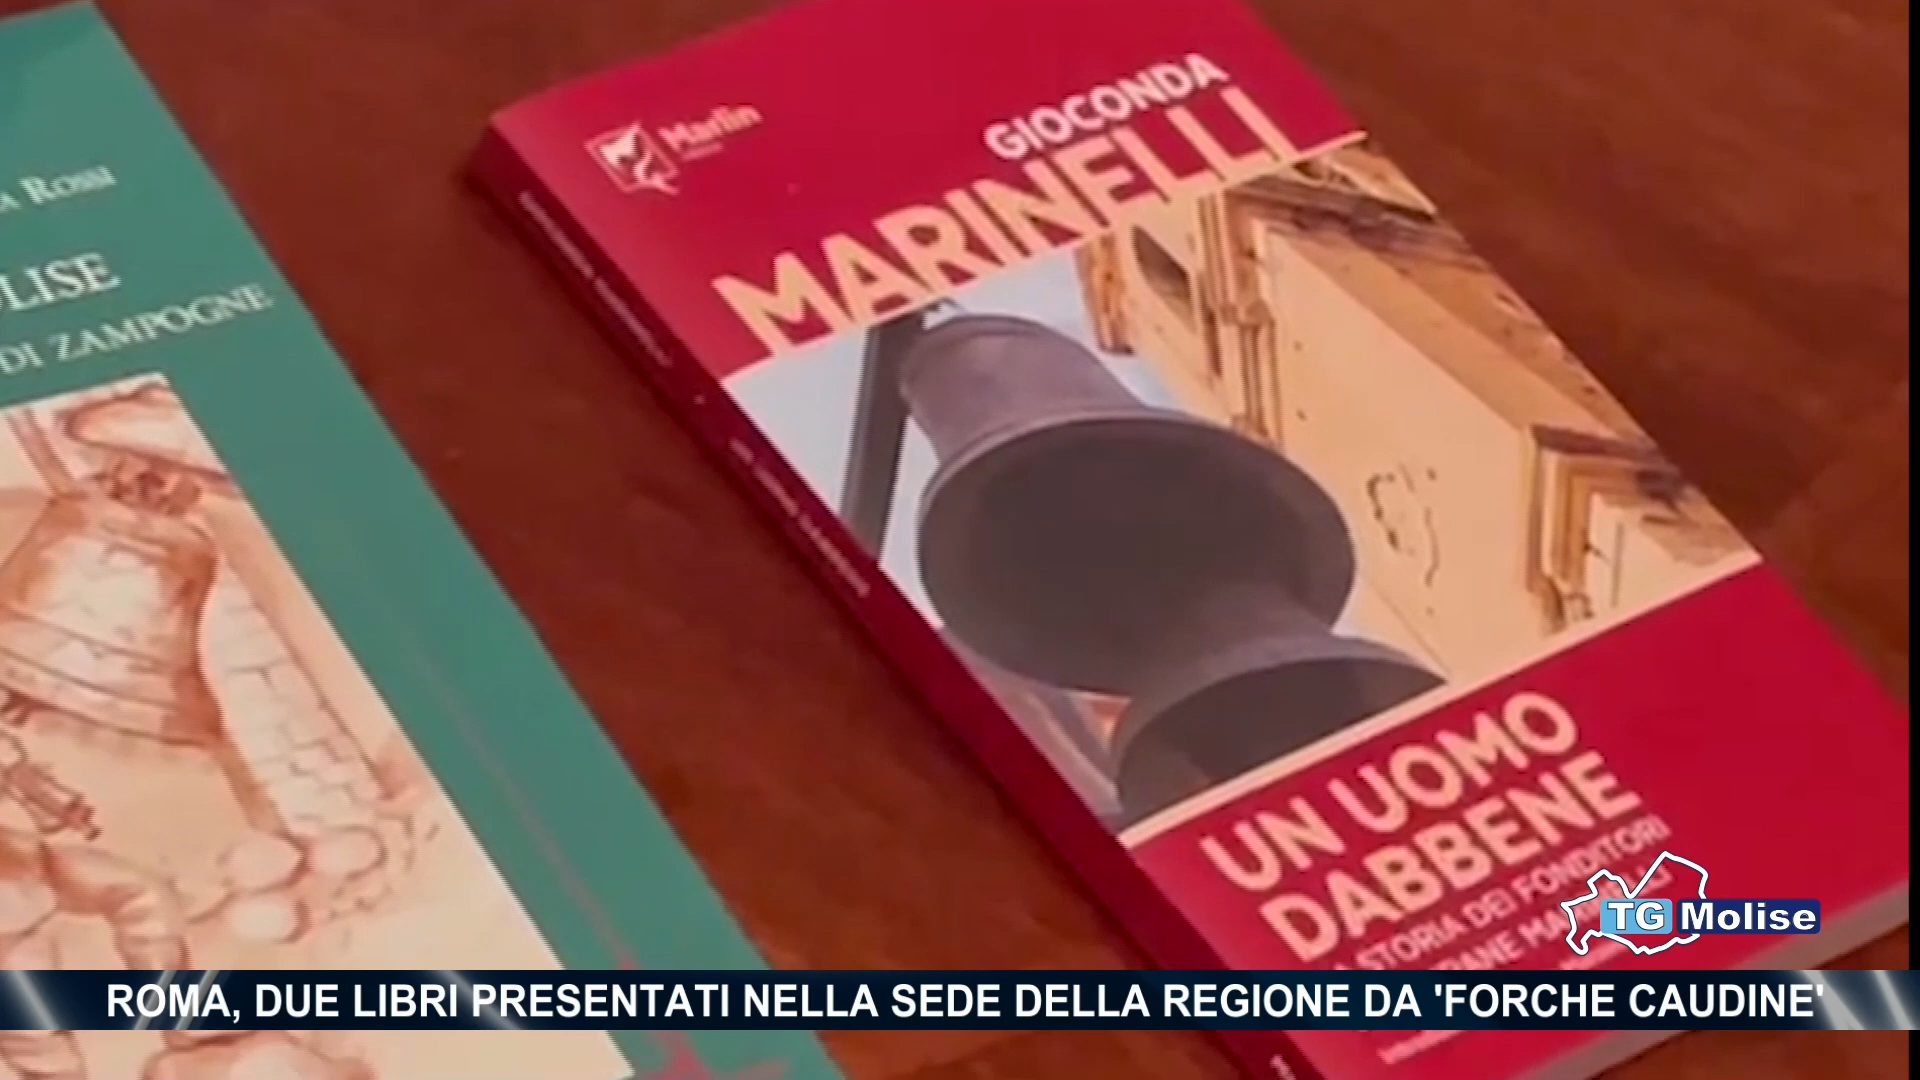 Rossi
DI ZAMPOGNE
Marlin
GIOCONDA
MARINELLI
UN UOMO
DABBENE
STORIA DEI FONDITORI
TG Molise
ROMA, DUE LIBRI PRESENTATI NELLA SEDE DELLA REGIONE DA 'FORCHE CAUDINE'